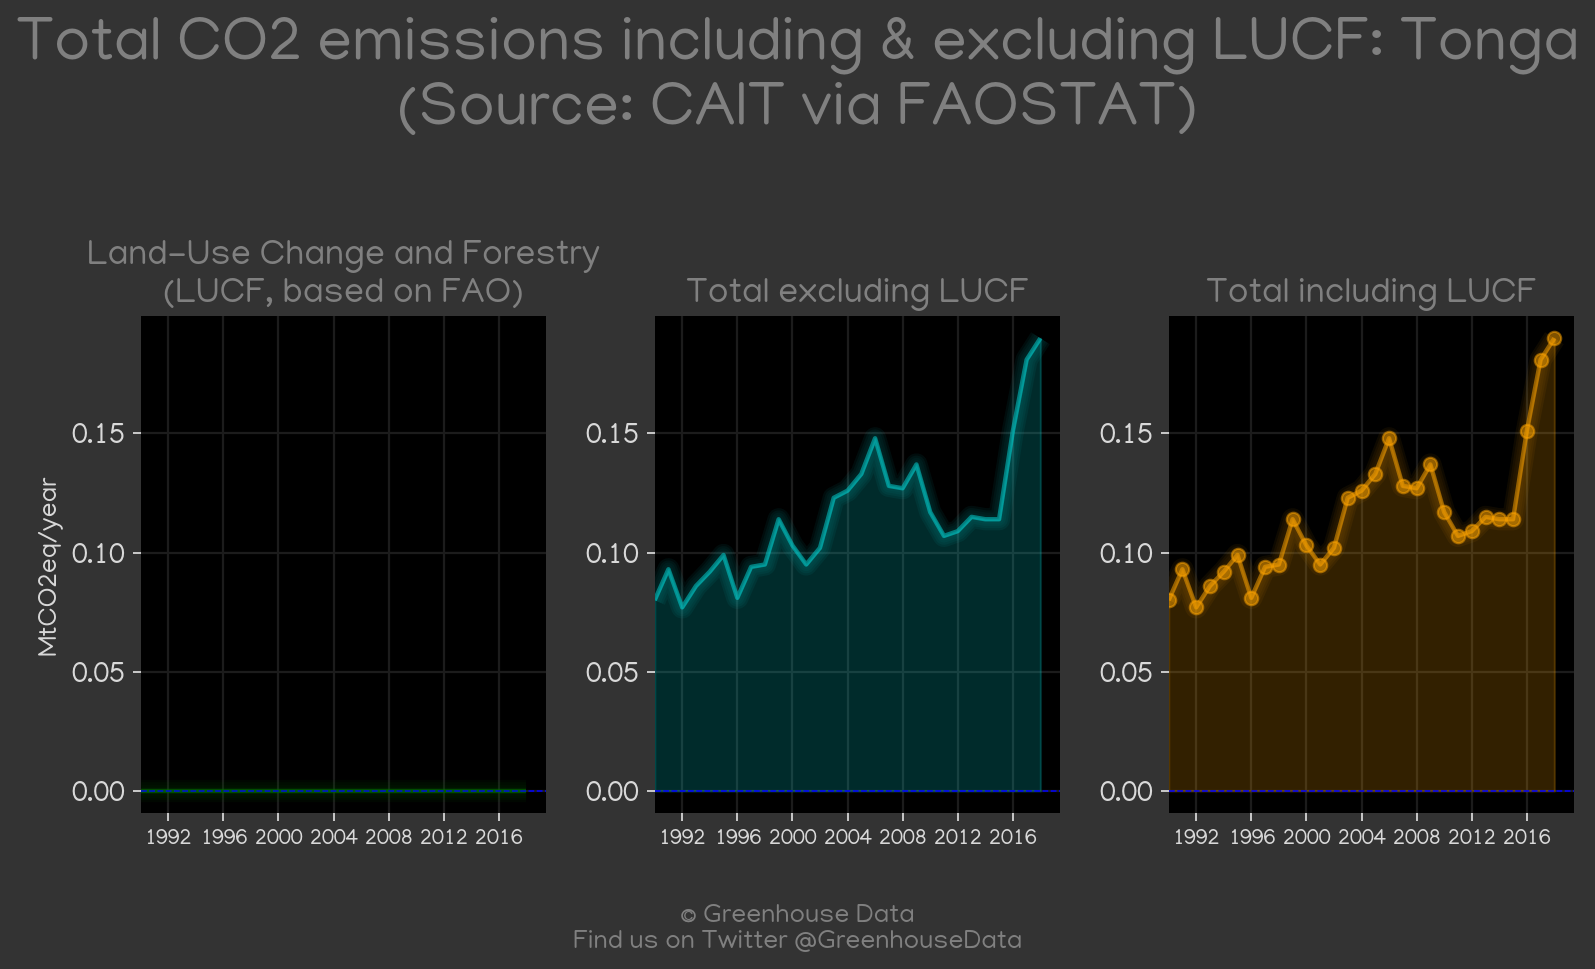 Total CO2 emissions including & excluding LUCF: Tonga
(Source: CAIT via FAOSTAT)
Land-Use Change and Forestry
(LUCF, based on FAO)
Total excluding LUCF
Total including LUCF
MtCO2eq/year
0.15
0.10
0.05
0.00
1992 1996 2000 2004 2008 2012 2016
0.15
0.10
0.05
0.00
1992 1996 2000 2004 2008 2012 2016
0.15
0.10
0.05
0.00
1992 1996 2000 2004 2008 2012 2016
© Greenhouse Data
Find us on Twitter @GreenhouseData